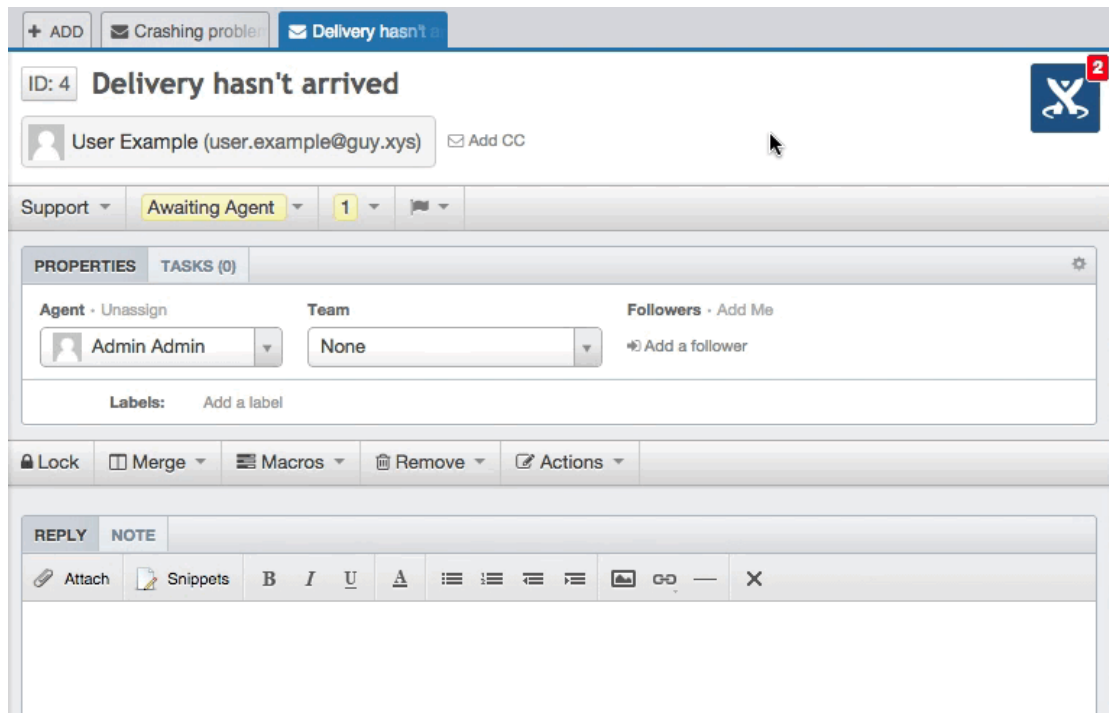 + ADD Crashing problem Delivery hasn't a
ID: 4 Delivery hasn't arrived 2
User Example (user.example@guy.xys) Add CC
Support Awaiting Agent 1
PROPERTIES TASKS (0)
Agent · Unassign Team Followers · Add Me
Admin Admin None Add a follower
Labels: Add a label
Lock Merge Macros Remove Actions
REPLY NOTE
Attach Snippets B I U A